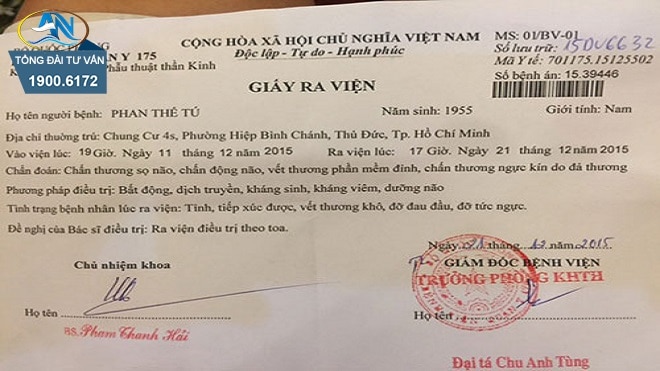 TỔNG ĐÀI TƯ VẤN
1900.6172
ỆN QUÂN Y 175
Phẫu thuật thần Kinh
CỘNG HÒA XÃ HỘI CHỦ NGHĨA VIỆT NAM
Độc lập - Tự do - Hạnh phúc
MS: 01/BV-01
Số lưu trữ: 15DV6632
Mã Y tế: 701175.15125502
Số bệnh án: 15.39446
GIẤY RA VIỆN
Họ tên người bệnh: PHAN THẾ TÚ Năm sinh: 1955 Giới tính: Nam
Địa chỉ thường trú: Chung Cư 4s, Phường Hiệp Bình Chánh, Thủ Đức, Tp. Hồ Chí Minh
Vào viện lúc: 19 Giờ. Ngày 11 tháng 12 năm 2015 Ra viện lúc: 17 Giờ. Ngày 21 tháng 12 năm 2015
Chẩn đoán: Chấn thương sọ não, chấn động não, vết thương phần mềm đỉnh, chấn thương ngực kín do đả thương
Phương pháp điều trị: Bất động, dịch truyền, kháng sinh, kháng viêm, dưỡng não
Tình trạng bệnh nhân lúc ra viện: Tỉnh, tiếp xúc được, vết thương khô, đỡ đau đầu, đỡ tức ngực.
Đề nghị của Bác sĩ điều trị: Ra viện điều trị theo toa.
Ngày 21 tháng 12 năm 2015
Chủ nhiệm khoa
GIÁM ĐỐC BỆNH VIỆN
TRƯỞNG PHÒNG KHTH
Họ tên
Họ tên
BS. Phạm Thanh Hải
Đại tá Chu Anh Tùng